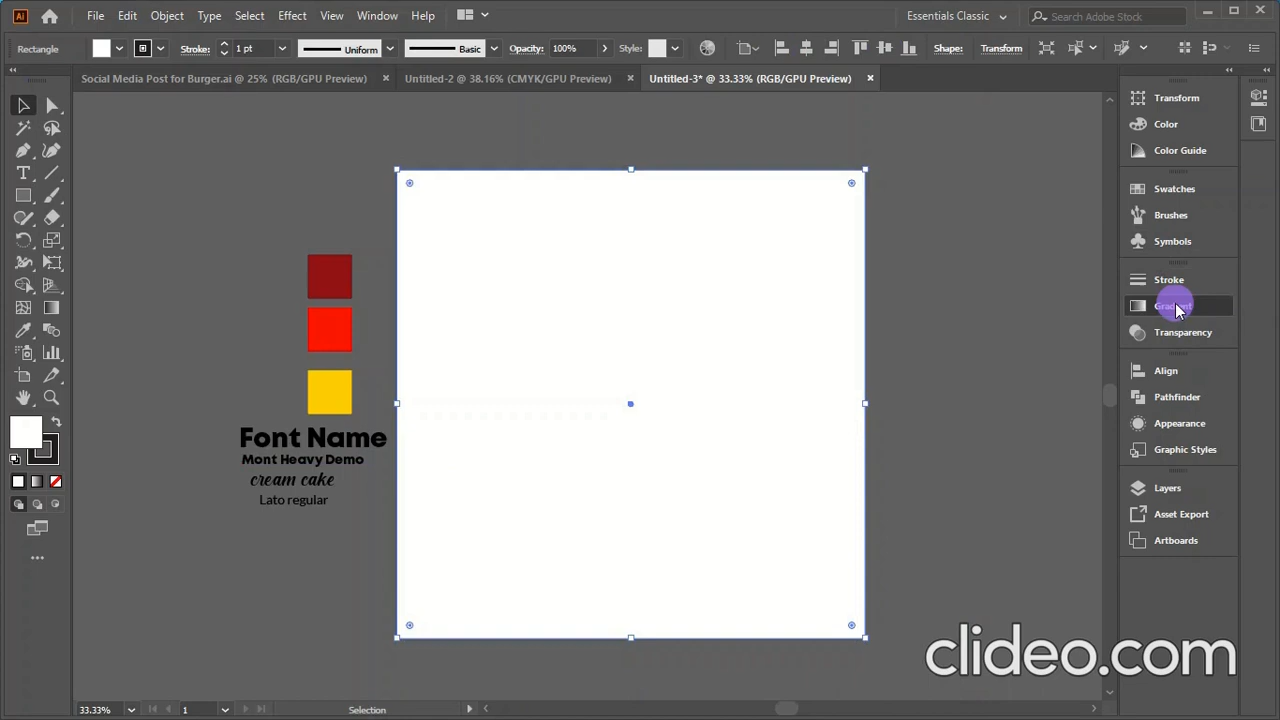 Ai File Edit Object Type Select Effect View Window Help Essentials Classic Search Adobe Stock
Rectangle Stroke: 1 pt Uniform Basic Opacity: 100% Style: Shape: Transform
Social Media Post for Burger.ai @ 25% (RGB/GPU Preview) × Untitled-2 @ 38.16% (CMYK/GPU Preview) × Untitled-3* @ 33.33% (RGB/GPU Preview) ×
Transform
Color
Color Guide
Swatches
Brushes
Symbols
Stroke
Gradient
Transparency
Align
Pathfinder
Appearance
Graphic Styles
Layers
Asset Export
Artboards
Font Name
Mont Heavy Demo
cream cake
Lato regular
clideo.com
33.33% 1 Selection